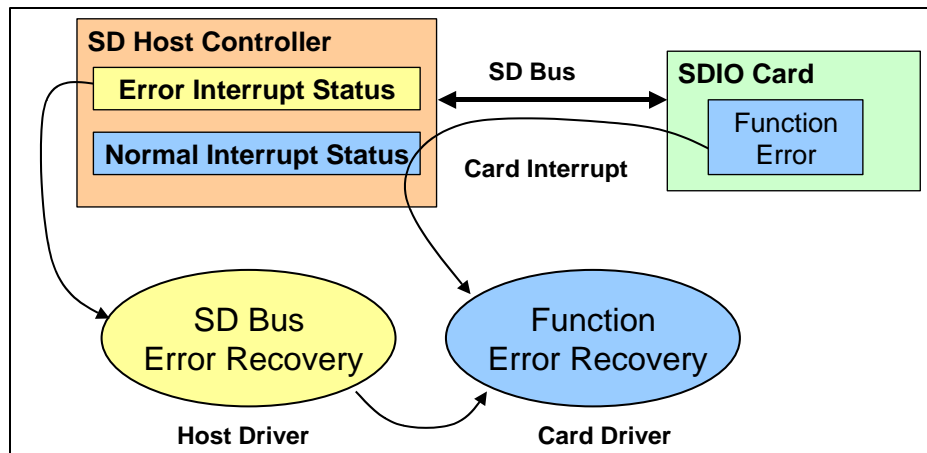 SD Host Controller
Error Interrupt Status
Normal Interrupt Status
SD Bus
Card Interrupt
SDIO Card
Function
Error
SD Bus
Error Recovery
Function
Error Recovery
Host Driver
Card Driver